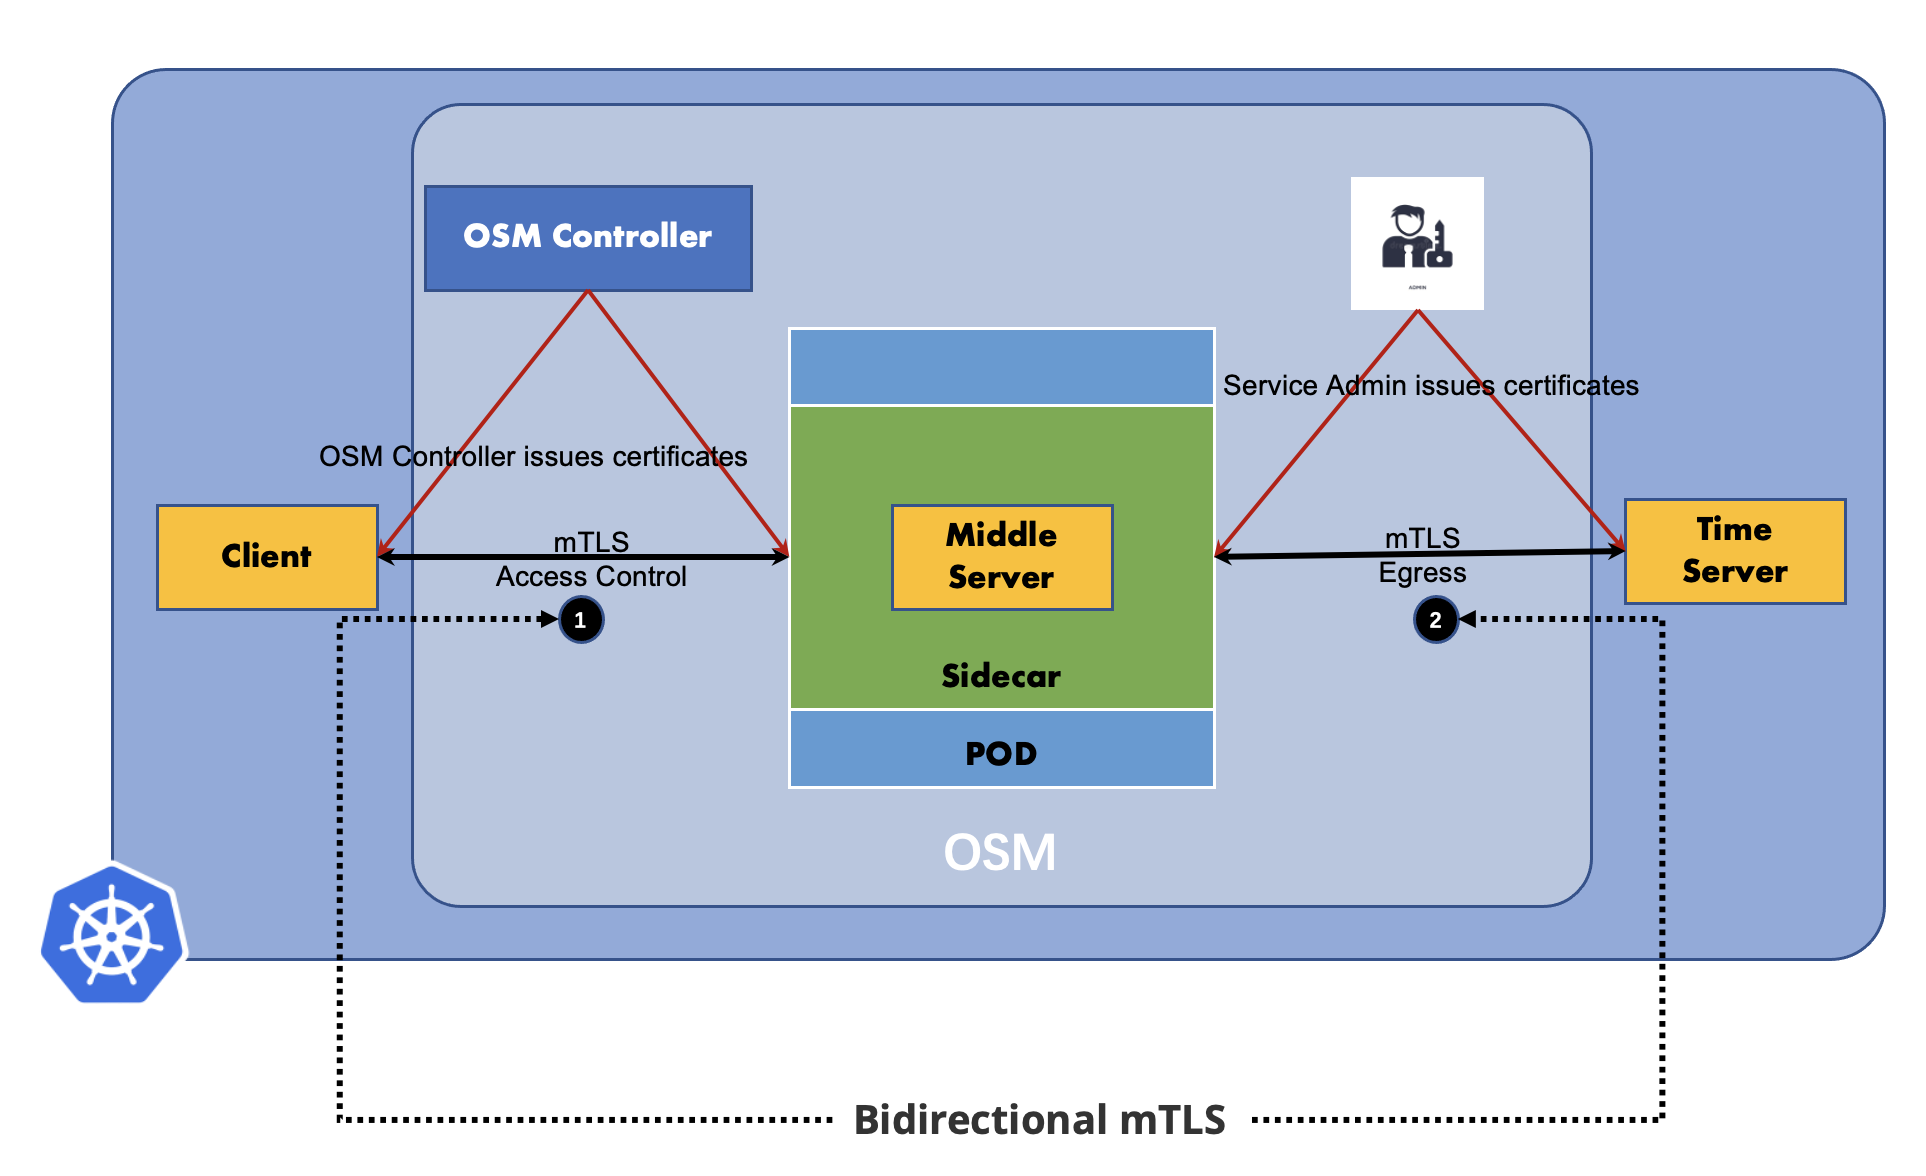 OSM Controller
ADMIN
Service Admin issues certificates
OSM Controller issues certificates
Client
mTLS
Access Control
1
Middle
Server
Sidecar
POD
mTLS
Egress
2
Time
Server
OSM
Bidirectional mTLS